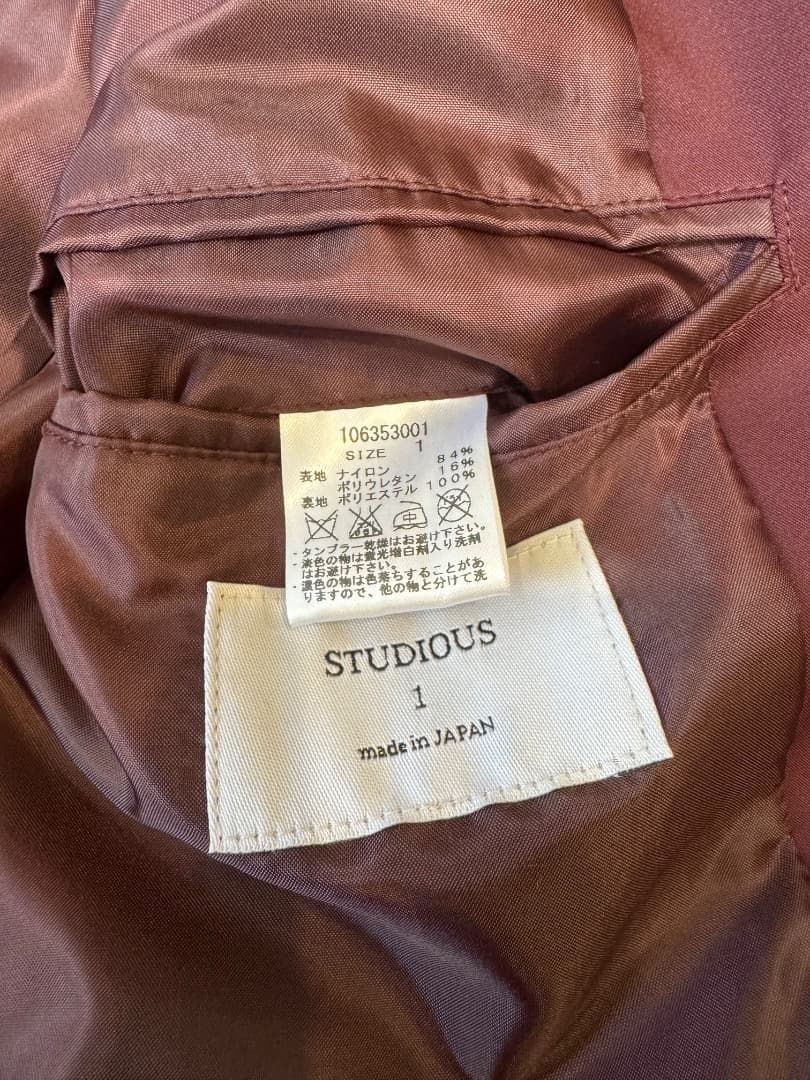 106353001
SIZE 1
表地 ナイロン 84%
ポリウレタン 16%
裏地 ポリエステル 100%
中
・タンブラー乾燥はお避け下さい。
・淡色の物は蛍光増白剤入り洗剤
はお避け下さい。
・濃色の物は色落ちすることがあ
りますので、他の物と分けて洗
STUDIOUS
1
made in JAPAN